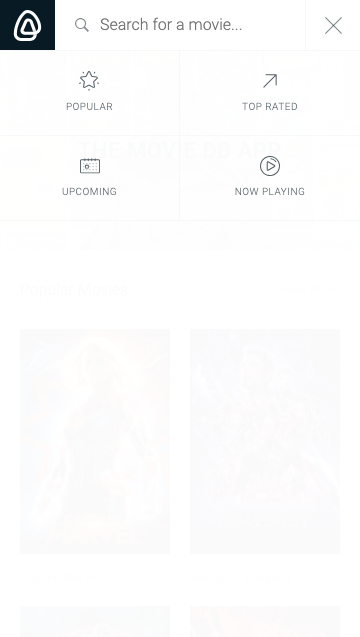 Search for a movie...
POPULAR
TOP RATED
THE MOVIE DB APP
UPCOMING
NOW PLAYING
Popular Movies